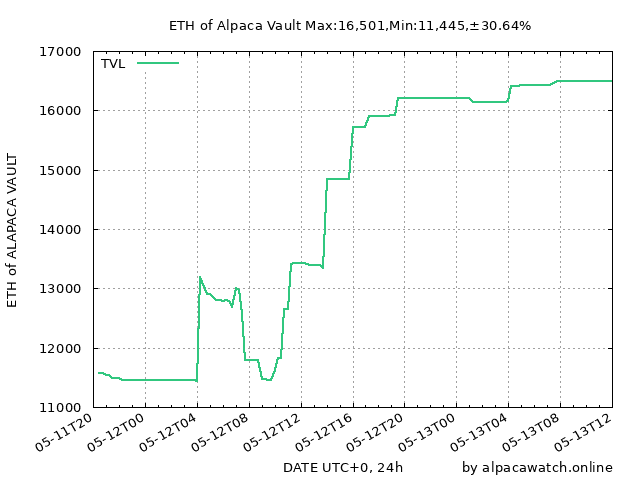 ETH of Alpaca Vault Max:16,501,Min:11,445,±30.64%
TVL
17000
16000
15000
14000
13000
12000
11000
ETH of ALAPACA VAULT
05-11T20
05-12T00
05-12T04
05-12T08
05-12T12
05-12T16
05-12T20
05-13T00
05-13T04
05-13T08
05-13T12
DATE UTC+0, 24h
by alpacawatch.online